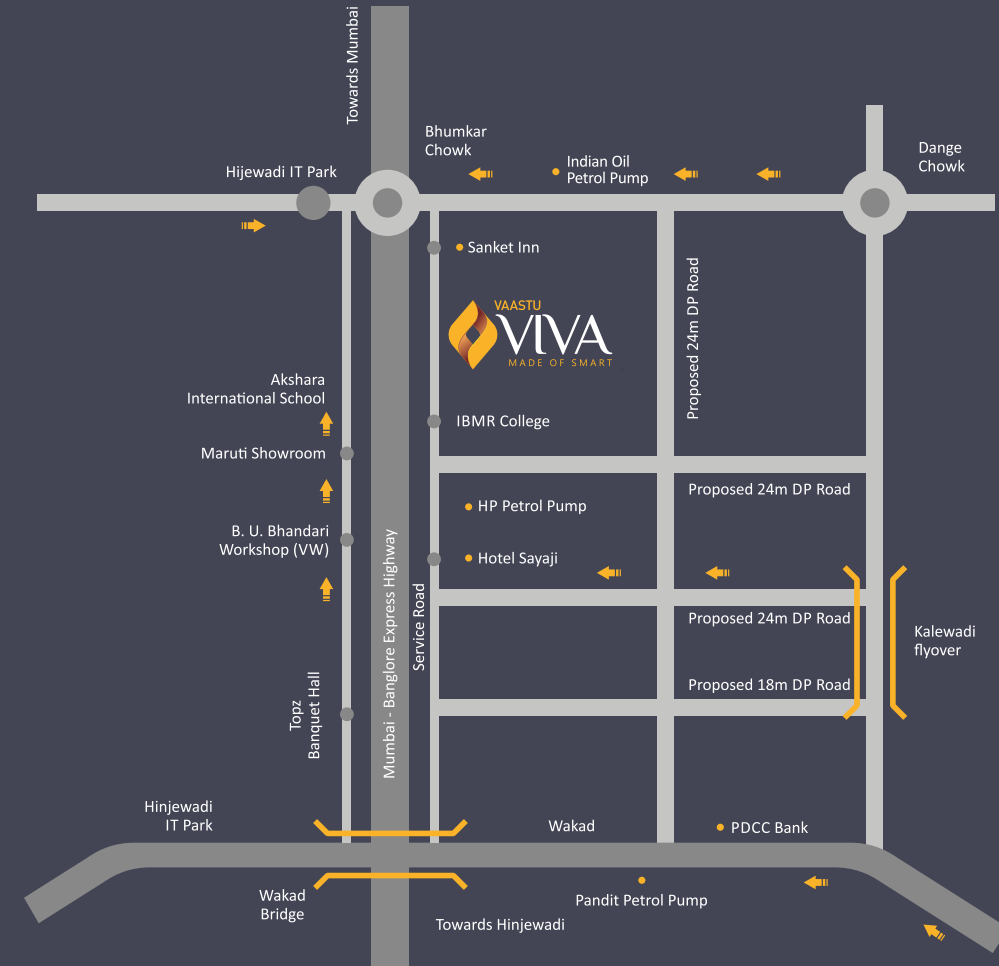 Towards Mumbai
Bhumkar
Chowk
Indian Oil
Petrol Pump
Dange
Chowk
Hijewadi IT Park
Sanket Inn
VAASTU
VIVA
MADE OF SMART
Proposed 24m DP Road
Akshara
International School
IBMR College
Maruti Showroom
Proposed 24m DP Road
HP Petrol Pump
B. U. Bhandari
Workshop (VW)
Hotel Sayaji
Mumbai - Banglore Express Highway
Service Road
Proposed 24m DP Road
Kalewadi
flyover
Proposed 18m DP Road
Topz
Banquet Hall
Hinjewadi
IT Park
Wakad
PDCC Bank
Wakad
Bridge
Pandit Petrol Pump
Towards Hinjewadi